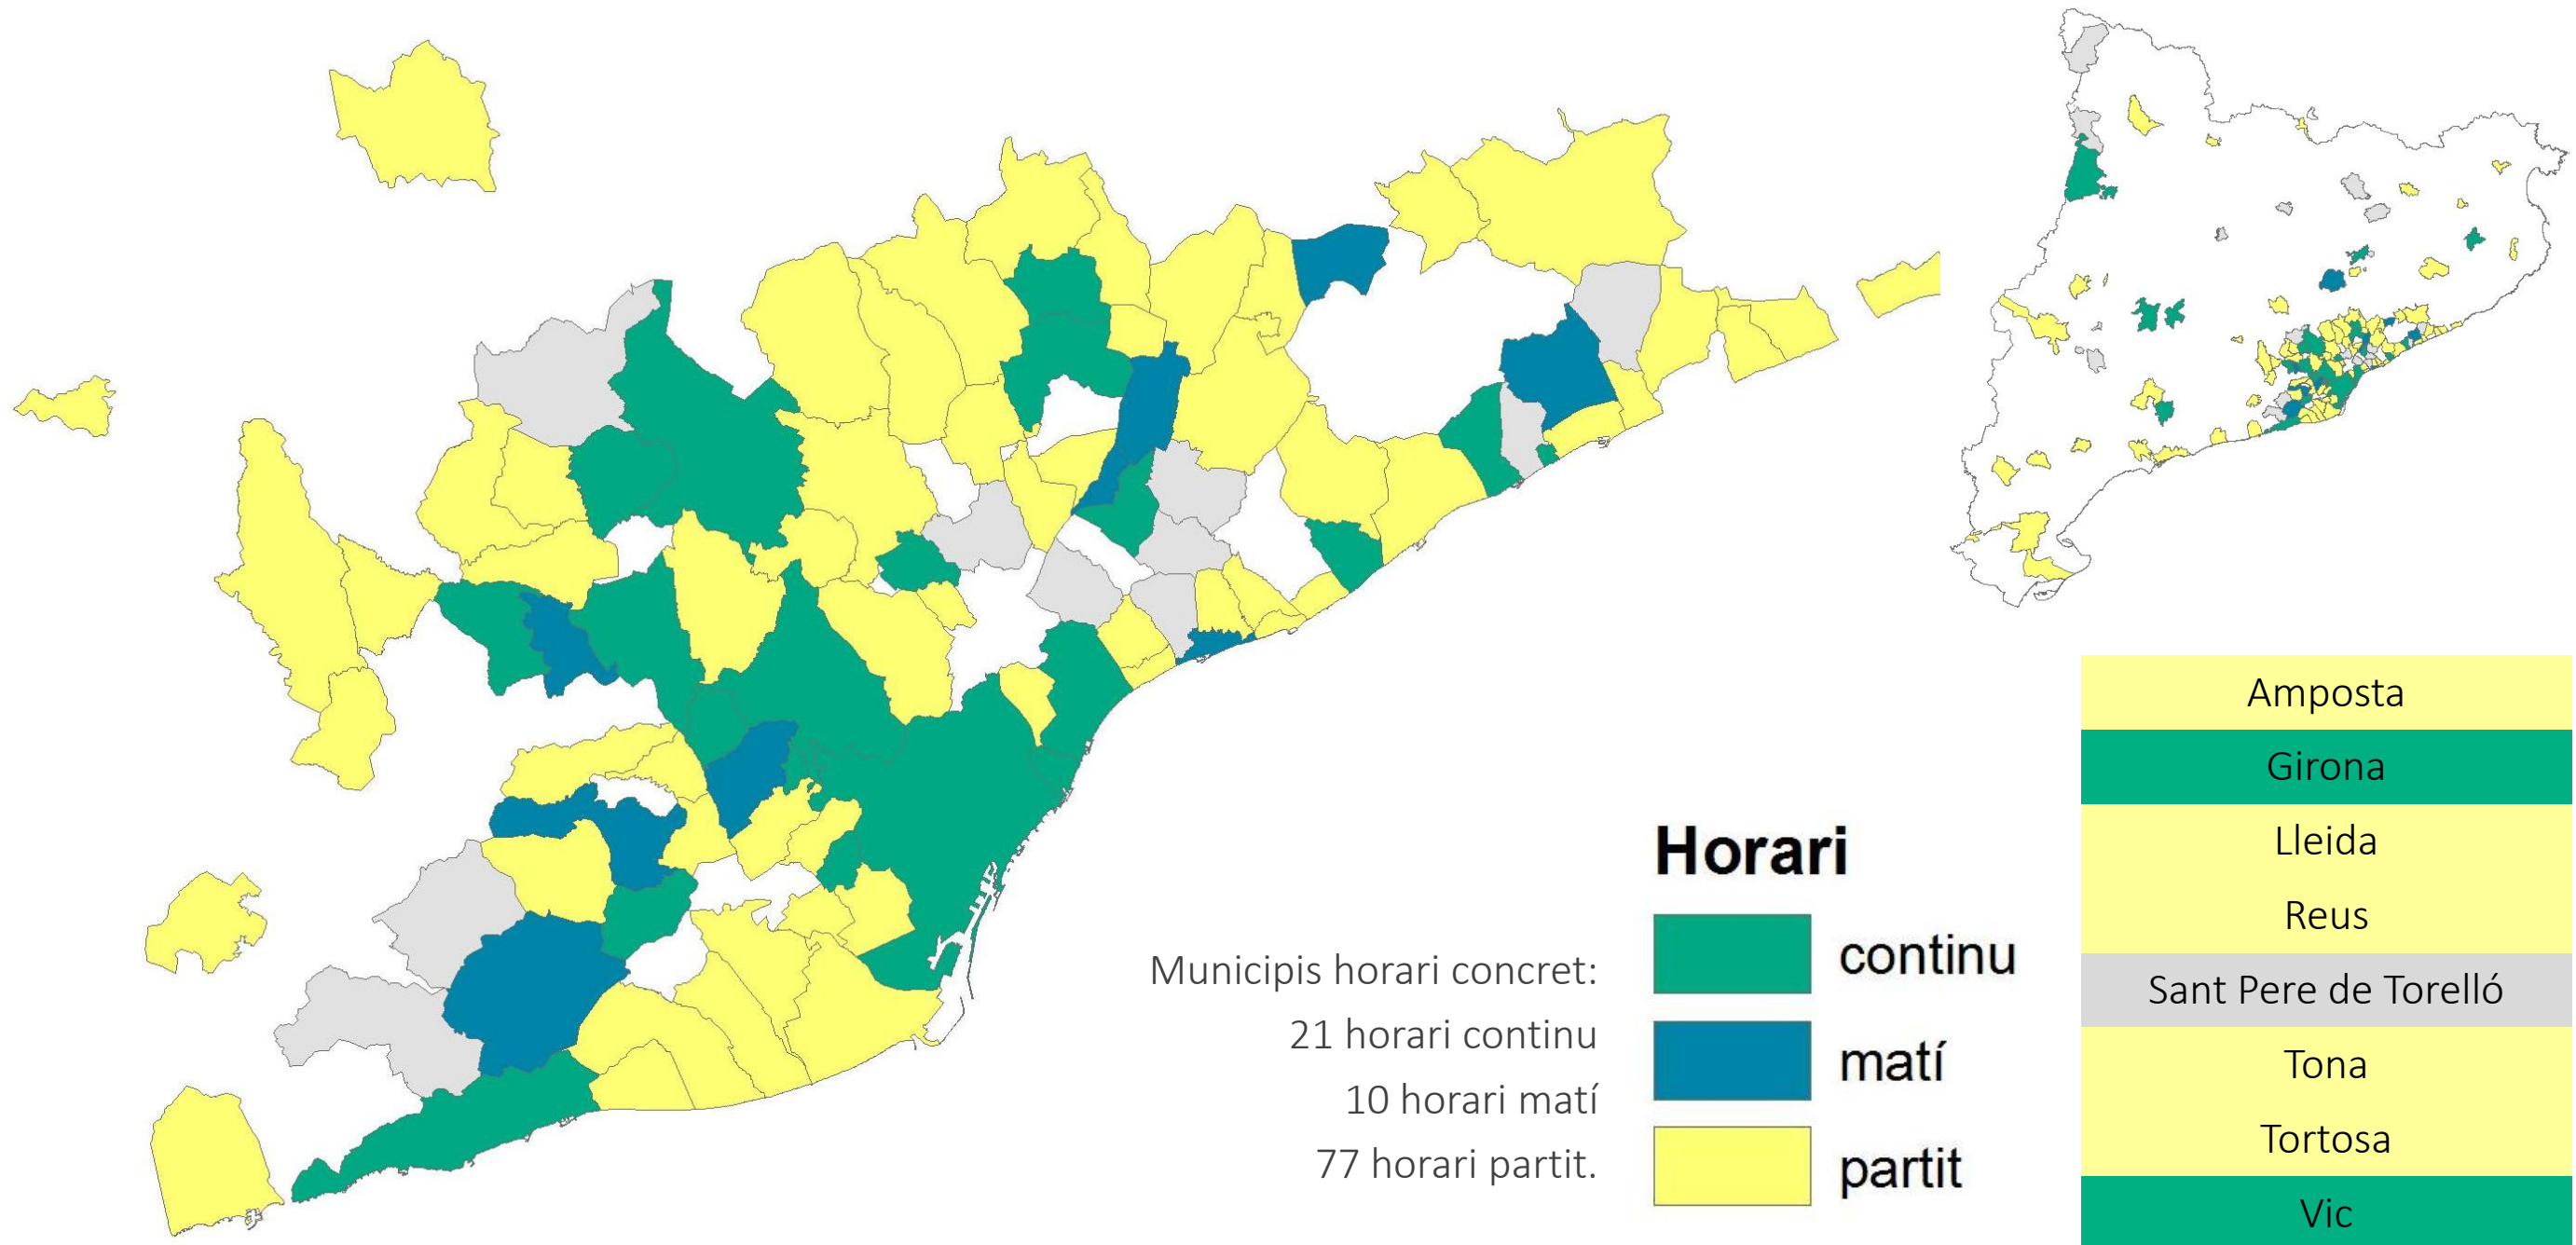 Municipis horari concret:
21 horari continu
10 horari matí
77 horari partit.
Horari
continu
matí
partit
Amposta
Girona
Lleida
Reus
Sant Pere de Torelló
Tona
Tortosa
Vic